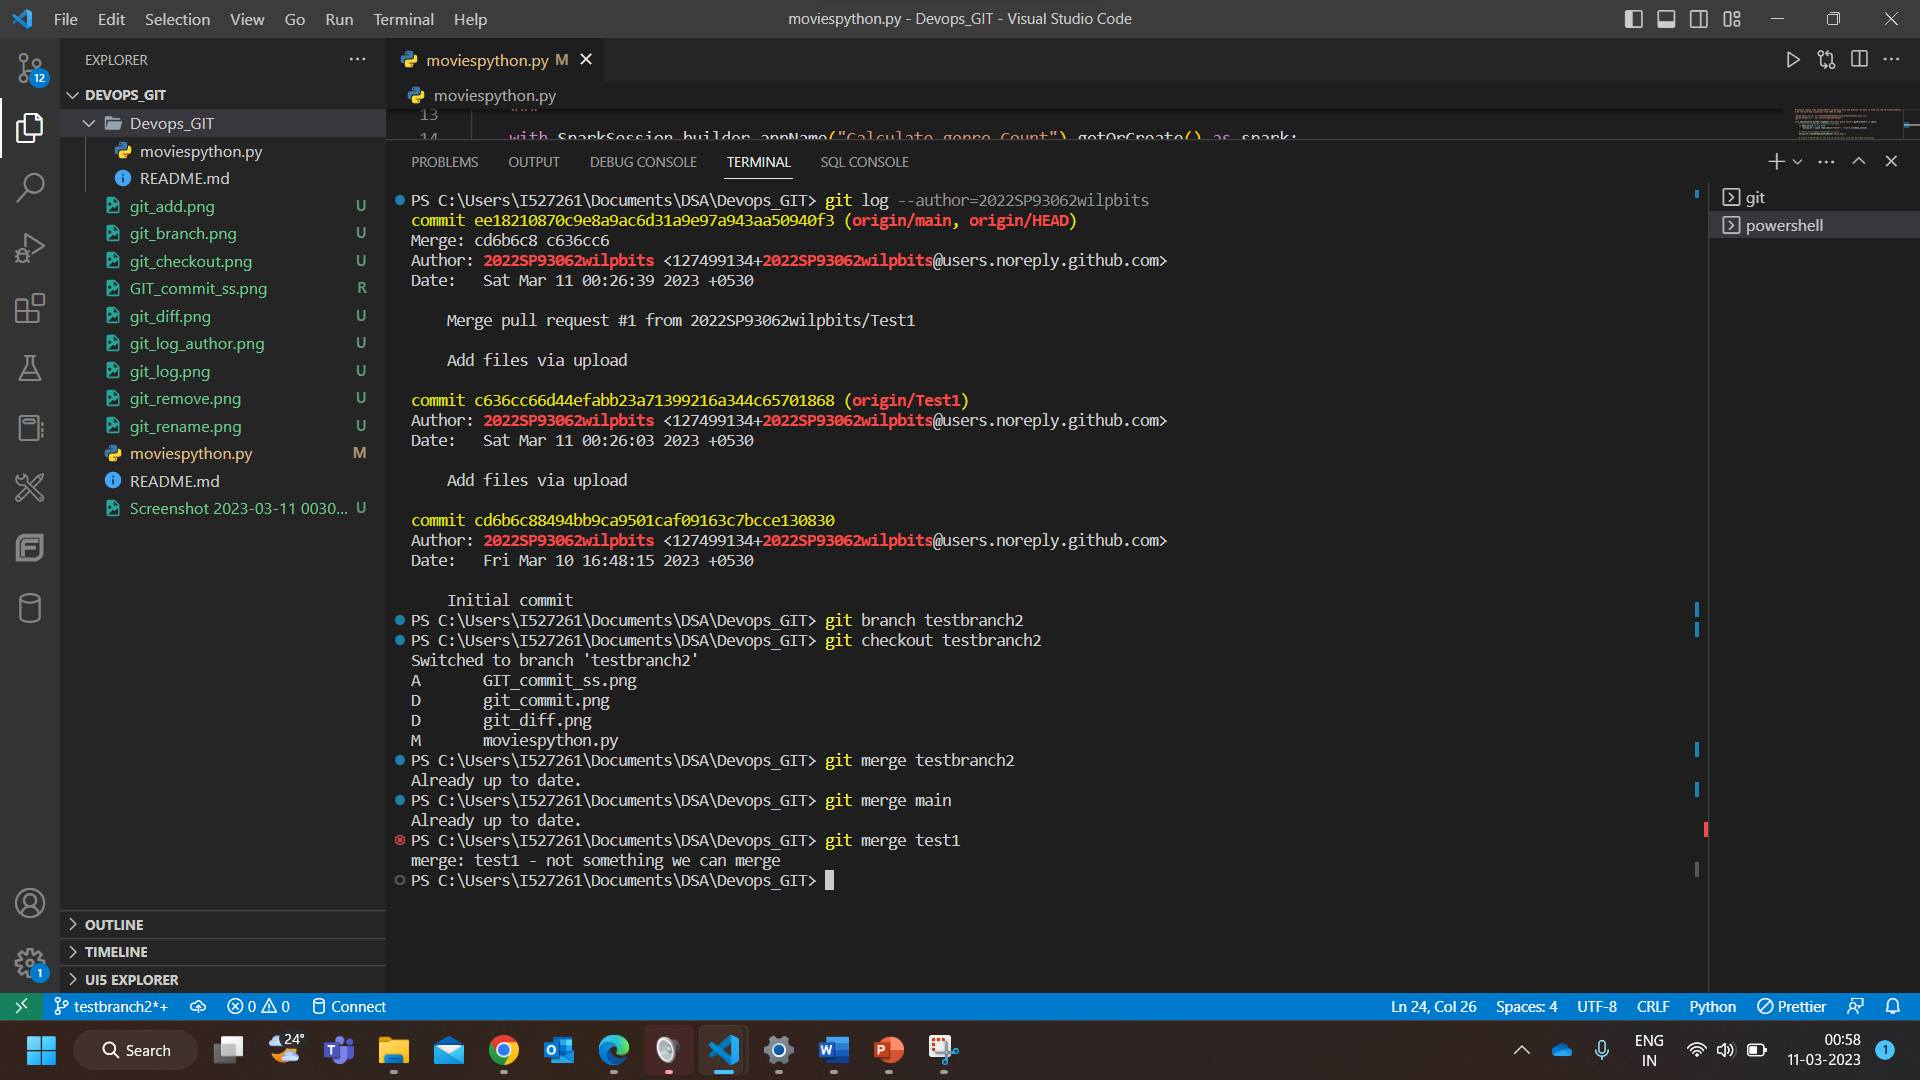 File Edit Selection View Go Run Terminal Help
moviespython.py - Devops_GIT - Visual Studio Code
12
EXPLORER
DEVOPS_GIT
Devops_GIT
moviespython.py
README.md
git_add.png U
git_branch.png U
git_checkout.png U
GIT_commit_ss.png R
git_diff.png U
git_log_author.png U
git_log.png U
git_remove.png U
git_rename.png U
moviespython.py M
README.md
Screenshot 2023-03-11 0030... U
OUTLINE
TIMELINE
UI5 EXPLORER
1
moviespython.py M
moviespython.py
13 """
14 with SparkSession.builder.appName("Calculate genre Count").getOrCreate() as spark:
PROBLEMS OUTPUT DEBUG CONSOLE TERMINAL SQL CONSOLE
git
powershell
PS C:\Users\I527261\Documents\DSA\Devops_GIT> git log --author=2022SP93062wilpbits
commit ee18210870c9e8a9ac6d31a9e97a943aa50940f3 (origin/main, origin/HEAD)
Merge: cd6b6c8 c636cc6
Author: 2022SP93062wilpbits <127499134+2022SP93062wilpbits@users.noreply.github.com>
Date:   Sat Mar 11 00:26:39 2023 +0530
Merge pull request #1 from 2022SP93062wilpbits/Test1
Add files via upload
commit c636cc66d44efabb23a71399216a344c65701868 (origin/Test1)
Author: 2022SP93062wilpbits <127499134+2022SP93062wilpbits@users.noreply.github.com>
Date:   Sat Mar 11 00:26:03 2023 +0530
Add files via upload
commit cd6b6c88494bb9ca9501caf09163c7bcce130830
Author: 2022SP93062wilpbits <127499134+2022SP93062wilpbits@users.noreply.github.com>
Date:   Fri Mar 10 16:48:15 2023 +0530
Initial commit
PS C:\Users\I527261\Documents\DSA\Devops_GIT> git branch testbranch2
PS C:\Users\I527261\Documents\DSA\Devops_GIT> git checkout testbranch2
Switched to branch 'testbranch2'
A       GIT_commit_ss.png
D       git_commit.png
D       git_diff.png
M       moviespython.py
PS C:\Users\I527261\Documents\DSA\Devops_GIT> git merge testbranch2
Already up to date.
PS C:\Users\I527261\Documents\DSA\Devops_GIT> git merge main
Already up to date.
PS C:\Users\I527261\Documents\DSA\Devops_GIT> git merge test1
merge: test1 - not something we can merge
PS C:\Users\I527261\Documents\DSA\Devops_GIT>
testbranch2*+ 0 0 Connect Ln 24, Col 26 Spaces: 4 UTF-8 CRLF Python Prettier
Search 24° ENG IN 00:58 11-03-2023 1